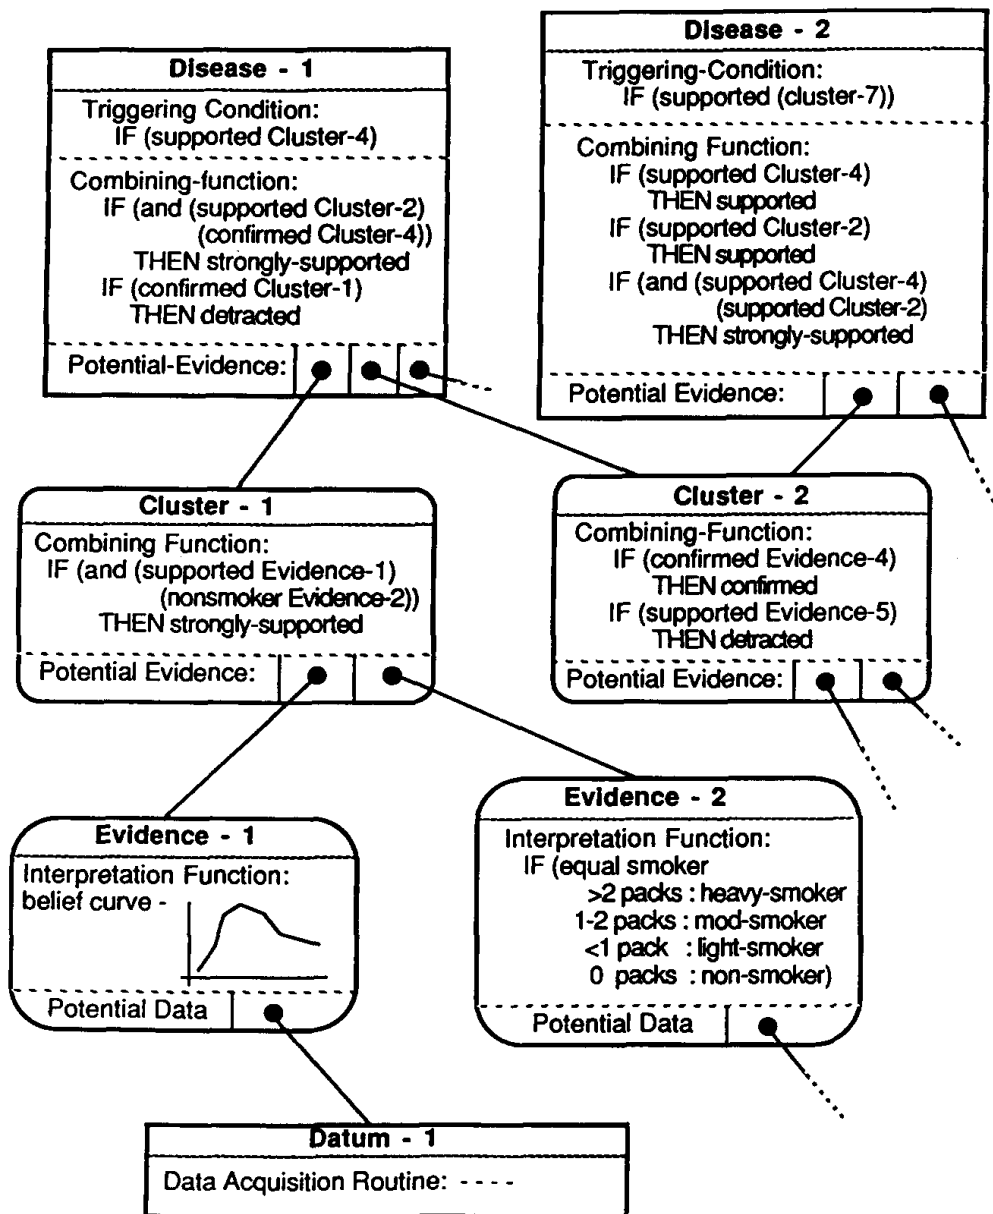 Disease - 1
Triggering Condition:
IF (supported Cluster-4)
Combining-function:
IF (and (supported Cluster-2)
(confirmed Cluster-4))
THEN strongly-supported
IF (confirmed Cluster-1)
THEN detracted
Potential-Evidence:
Disease - 2
Triggering-Condition:
IF (supported (cluster-7))
Combining Function:
IF (supported Cluster-4)
THEN supported
IF (supported Cluster-2)
THEN supported
IF (and (supported Cluster-4)
(supported Cluster-2)
THEN strongly-supported
Potential Evidence:
Cluster - 1
Combining Function:
IF (and (supported Evidence-1)
(nonsmoker Evidence-2))
THEN strongly-supported
Potential Evidence:
Cluster - 2
Combining-Function:
IF (confirmed Evidence-4)
THEN confirmed
IF (supported Evidence-5)
THEN detracted
Potential Evidence:
Evidence - 1
Interpretation Function:
belief curve -
Potential Data
Evidence - 2
Interpretation Function:
IF (equal smoker
>2 packs : heavy-smoker
1-2 packs : mod-smoker
<1 pack : light-smoker
0 packs : non-smoker)
Potential Data
Datum - 1
Data Acquisition Routine: - - - -